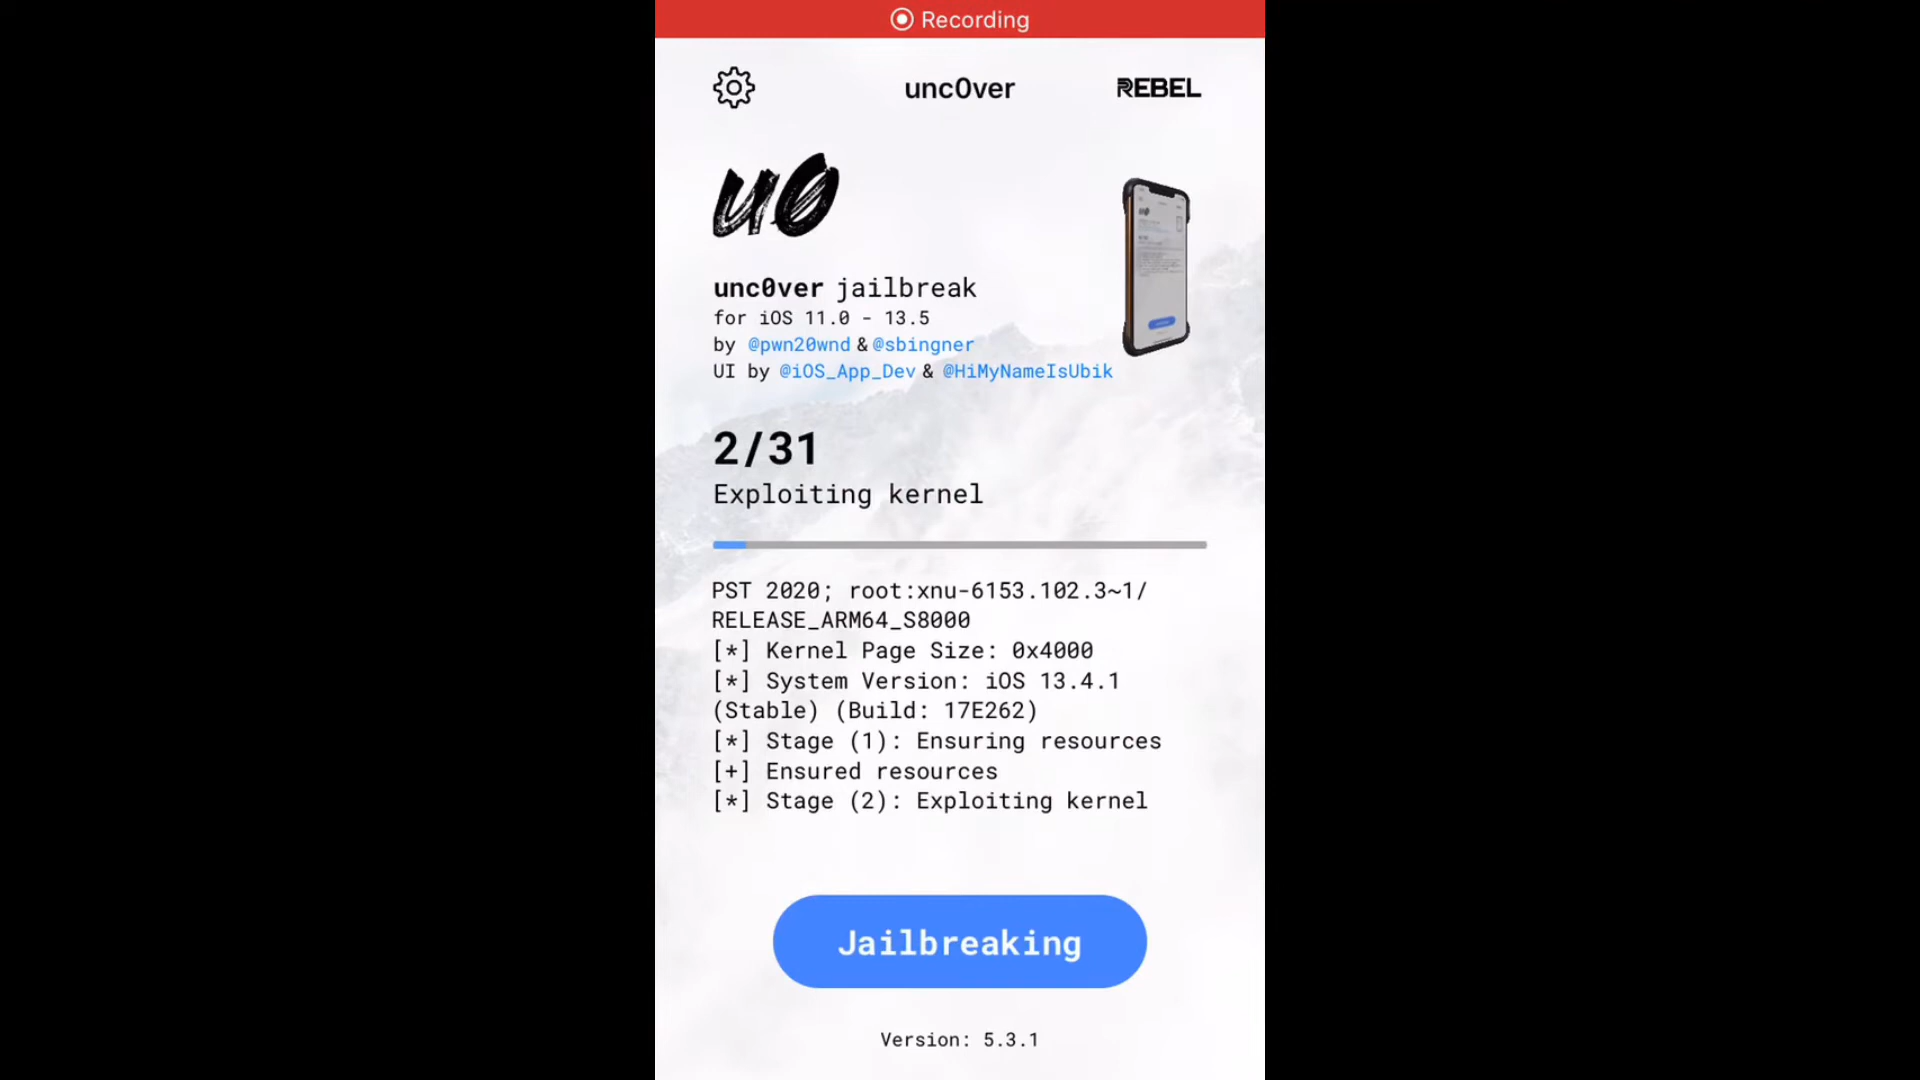 Recording
unc0ver
REBEL
u0
unc0ver jailbreak
for iOS 11.0 - 13.5
by @pwn20wnd & @sbingner
UI by @iOS_App_Dev & @HiMyNameIsUbik
2/31
Exploiting kernel
PST 2020; root:xnu-6153.102.3~1/
RELEASE_ARM64_S8000
[*] Kernel Page Size: 0x4000
[*] System Version: iOS 13.4.1
(Stable) (Build: 17E262)
[*] Stage (1): Ensuring resources
[+] Ensured resources
[*] Stage (2): Exploiting kernel
Jailbreaking
Version: 5.3.1